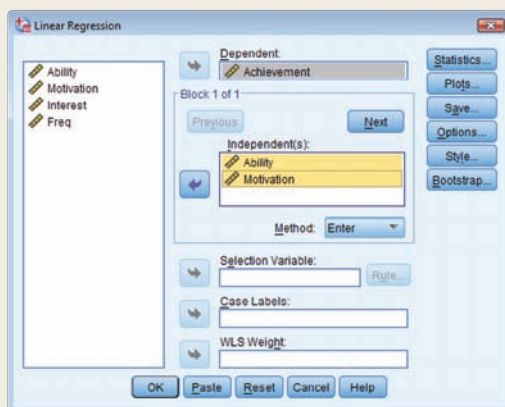 Linear Regression
Ability
Motivation
Interest
Freq
Dependent:
Achievement
Block 1 of 1
Previous
Next
Independent(s):
Ability
Motivation
Method: Enter
Selection Variable:
Rule...
Case Labels:
WLS Weight:
Statistics...
Plots...
Save...
Options...
Style...
Bootstrap...
OK Paste Reset Cancel Help